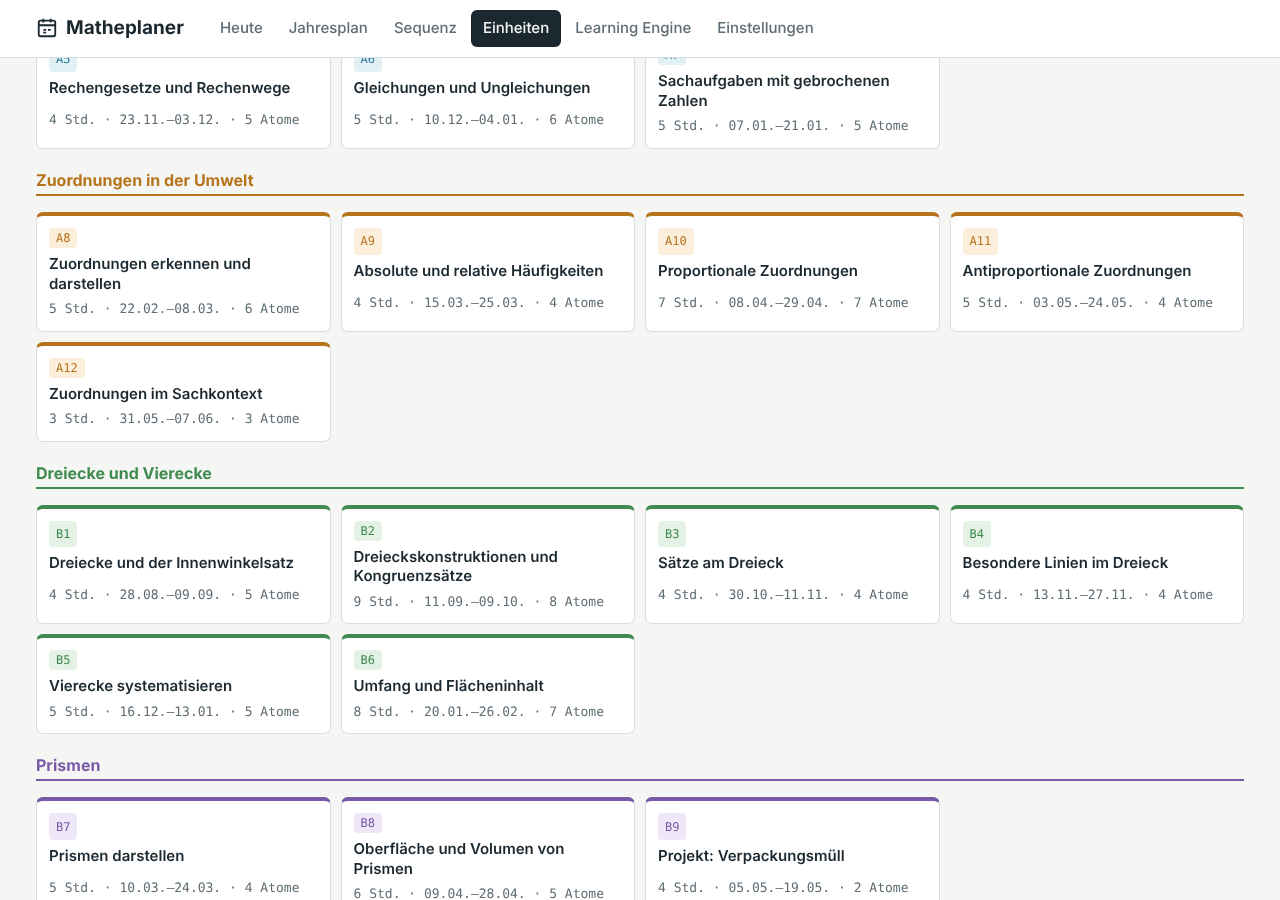 Matheplaner
Heute
Jahresplan
Sequenz
Einheiten
Learning Engine
Einstellungen
A5
Rechengesetze und Rechenwege
4 Std. · 23.11.–03.12. · 5 Atome
A6
Gleichungen und Ungleichungen
5 Std. · 10.12.–04.01. · 6 Atome
Sachaufgaben mit gebrochenen
Zahlen
5 Std. · 07.01.–21.01. · 5 Atome
Zuordnungen in der Umwelt
A8
Zuordnungen erkennen und
darstellen
5 Std. · 22.02.–08.03. · 6 Atome
A9
Absolute und relative Häufigkeiten
4 Std. · 15.03.–25.03. · 4 Atome
A10
Proportionale Zuordnungen
7 Std. · 08.04.–29.04. · 7 Atome
A11
Antiproportionale Zuordnungen
5 Std. · 03.05.–24.05. · 4 Atome
A12
Zuordnungen im Sachkontext
3 Std. · 31.05.–07.06. · 3 Atome
Dreiecke und Vierecke
B1
Dreiecke und der Innenwinkelsatz
4 Std. · 28.08.–09.09. · 5 Atome
B2
Dreieckskonstruktionen und
Kongruenzsätze
9 Std. · 11.09.–09.10. · 8 Atome
B3
Sätze am Dreieck
4 Std. · 30.10.–11.11. · 4 Atome
B4
Besondere Linien im Dreieck
4 Std. · 13.11.–27.11. · 4 Atome
B5
Vierecke systematisieren
5 Std. · 16.12.–13.01. · 5 Atome
B6
Umfang und Flächeninhalt
8 Std. · 20.01.–26.02. · 7 Atome
Prismen
B7
Prismen darstellen
5 Std. · 10.03.–24.03. · 4 Atome
B8
Oberfläche und Volumen von
Prismen
6 Std. · 09.04.–28.04. · 5 Atome
B9
Projekt: Verpackungsmüll
4 Std. · 05.05.–19.05. · 2 Atome